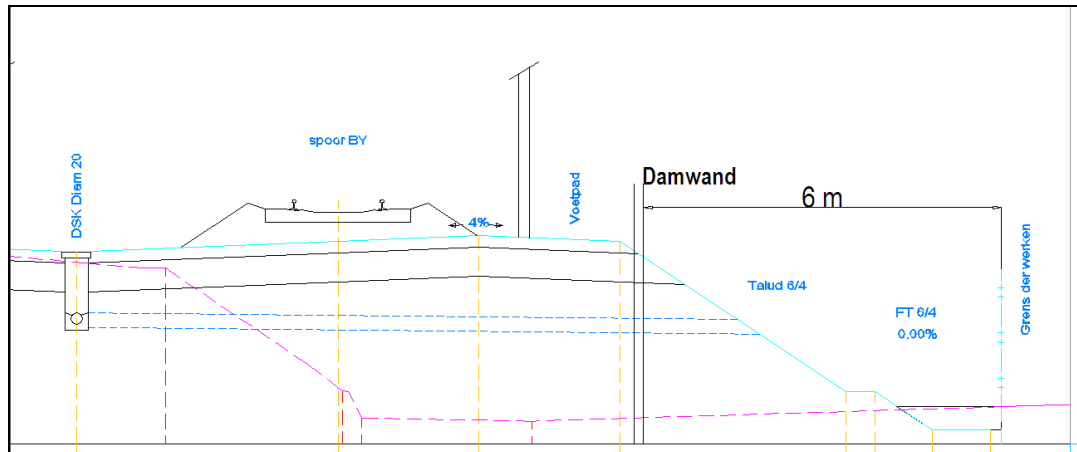 DSK Diam 20
spoor BY
4%
Voetpad
Damwand
6 m
Talud 6/4
FT 6/4
0.00%
Grens der werken